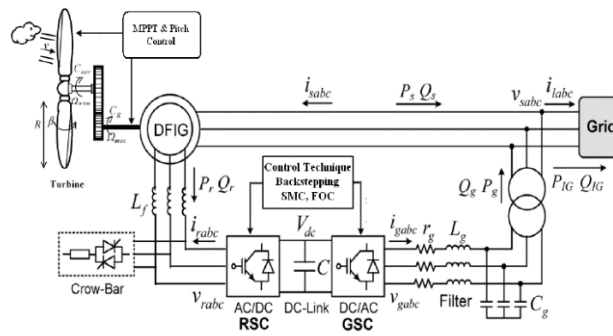 MPPT & Pitch
Control
v
C_aer
Ω_turb
R
β
C_g
Ω_mec
Turbine
DFIG
i_sabc
P_s Q_s
v_sabc
i_labc
Grid
P_IG Q_IG
Q_g P_g
P_r Q_r
L_f
i_rabc
Control Technique
Backstepping
SMC, FOC
V_dc
i_gabc
r_g
L_g
C
C_g
Crow-Bar
v_rabc
AC/DC
RSC
DC-Link
DC/AC
GSC
v_gabc
Filter